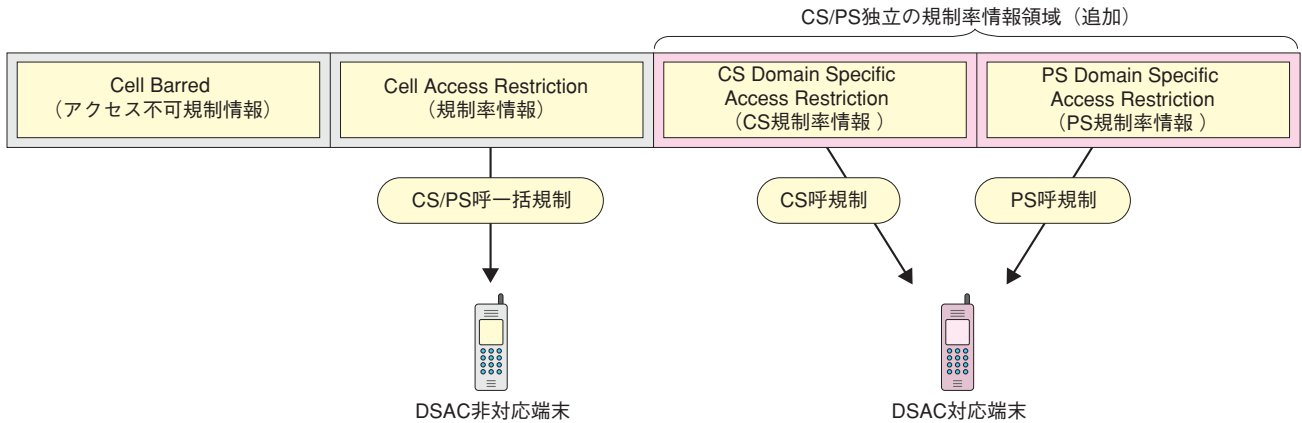 CS/PS独立の規制率情報領域（追加）
Cell Barred
（アクセス不可規制情報）
Cell Access Restriction
（規制率情報）
CS Domain Specific
Access Restriction
（CS規制率情報 ）
PS Domain Specific
Access Restriction
（PS規制率情報 ）
CS/PS呼一括規制
CS呼規制
PS呼規制
DSAC非対応端末
DSAC対応端末